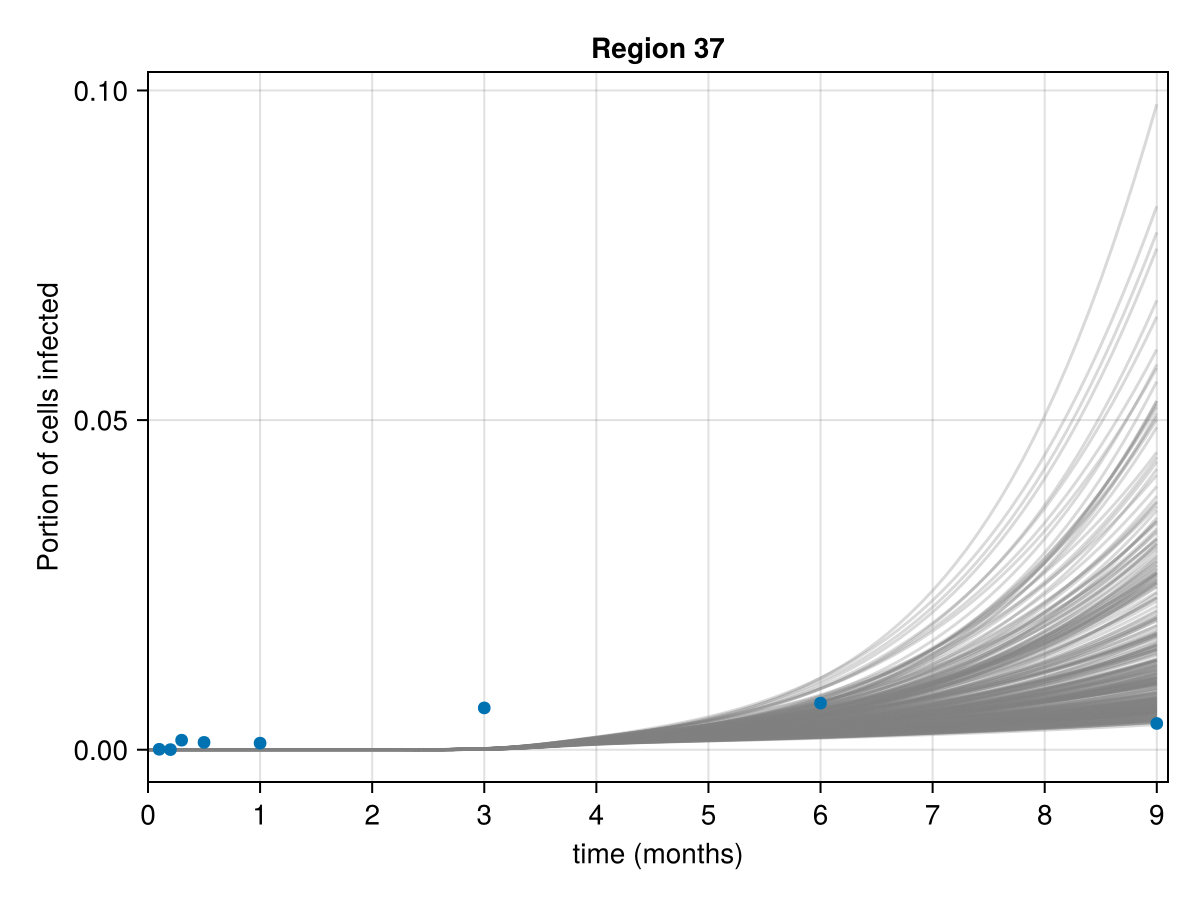 Region 37
0.10
0.05
0.00
Portion of cells infected
0 1 2 3 4 5 6 7 8 9
time (months)